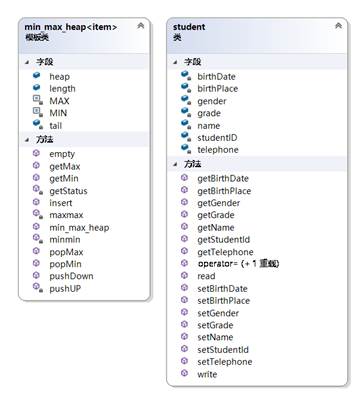 min_max_heap<item>
模板类
字段
heap
length
MAX
MIN
tail
方法
empty
getMax
getMin
getStatus
insert
maxmax
min_max_heap
minmin
popMax
popMin
pushDown
pushUP
student
类
字段
birthDate
birthPlace
gender
grade
name
studentID
telephone
方法
getBirthDate
getBirthPlace
getGender
getGrade
getName
getStudentId
getTelephone
operator= (+ 1 重载)
read
setBirthDate
setBirthPlace
setGender
setGrade
setName
setStudentId
setTelephone
write